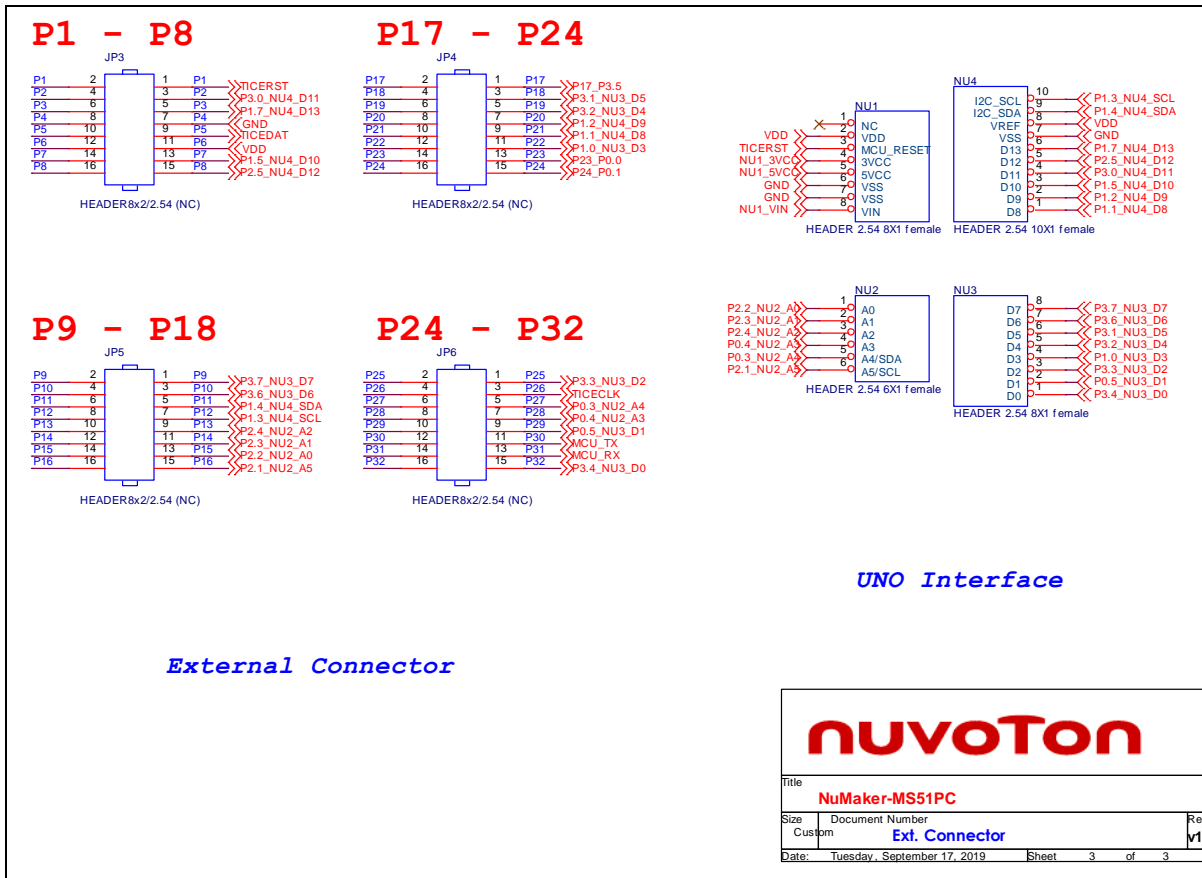 P1 - P8
JP3
P1 2 1 P1 TICERST
P2 4 3 P2 P3.0_NU4_D11
P3 6 5 P3 P1.7_NU4_D13
P4 8 7 P4 GND
P5 10 9 P5 TICEDAT
P6 12 11 P6 VDD
P7 14 13 P7 P1.5_NU4_D10
P8 16 15 P8 P2.5_NU4_D12
HEADER8x2/2.54 (NC)
P17 - P24
JP4
P17 2 1 P17 P17_P3.5
P18 4 3 P18 P3.1_NU3_D5
P19 6 5 P19 P3.2_NU3_D4
P20 8 7 P20 P1.2_NU4_D9
P21 10 9 P21 P1.1_NU4_D8
P22 12 11 P22 P1.0_NU3_D3
P23 14 13 P23 P23_P0.0
P24 16 15 P24 P24_P0.1
HEADER8x2/2.54 (NC)
NU1
1 NC
VDD 2 VDD
TICERST 3 MCU_RESET
NU1_3VCC 4 3VCC
NU1_5VCC 5 5VCC
GND 6 VSS
GND 7 VSS
NU1_VIN 8 VIN
HEADER 2.54 8X1 female
NU4
I2C_SCL 10 P1.3_NU4_SCL
I2C_SDA 9 P1.4_NU4_SDA
VREF 8 VDD
VSS 7 GND
D13 6 P1.7_NU4_D13
D12 5 P2.5_NU4_D12
D11 4 P3.0_NU4_D11
D10 3 P1.5_NU4_D10
D9 2 P1.2_NU4_D9
D8 1 P1.1_NU4_D8
HEADER 2.54 10X1 female
P9 - P18
JP5
P9 2 1 P9 P3.7_NU3_D7
P10 4 3 P10 P3.6_NU3_D6
P11 6 5 P11 P1.4_NU4_SDA
P12 8 7 P12 P1.3_NU4_SCL
P13 10 9 P13 P2.4_NU2_A2
P14 12 11 P14 P2.3_NU2_A1
P15 14 13 P15 P2.2_NU2_A0
P16 16 15 P16 P2.1_NU2_A5
HEADER8x2/2.54 (NC)
P24 - P32
JP6
P25 2 1 P25 P3.3_NU3_D2
P26 4 3 P26 TICECLK
P27 6 5 P27 P0.3_NU2_A4
P28 8 7 P28 P0.4_NU2_A3
P29 10 9 P29 P0.5_NU3_D1
P30 12 11 P30 MCU_TX
P31 14 13 P31 MCU_RX
P32 16 15 P32 P3.4_NU3_D0
HEADER8x2/2.54 (NC)
NU2
P2.2_NU2_A0 1 A0
P2.3_NU2_A1 2 A1
P2.4_NU2_A2 3 A2
P0.4_NU2_A3 4 A3
P0.3_NU2_A4 5 A4/SDA
P2.1_NU2_A5 6 A5/SCL
HEADER 2.54 6X1 female
NU3
D7 8 P3.7_NU3_D7
D6 7 P3.6_NU3_D6
D5 6 P3.1_NU3_D5
D4 5 P3.2_NU3_D4
D3 4 P1.0_NU3_D3
D2 3 P3.3_NU3_D2
D1 2 P0.5_NU3_D1
D0 1 P3.4_NU3_D0
HEADER 2.54 8X1 female
UNO Interface
External Connector
nuvoTon
Title
NuMaker-MS51PC
Size Document Number Re
Custom Ext. Connector v1
Date: Tuesday, September 17, 2019 Sheet 3 of 3